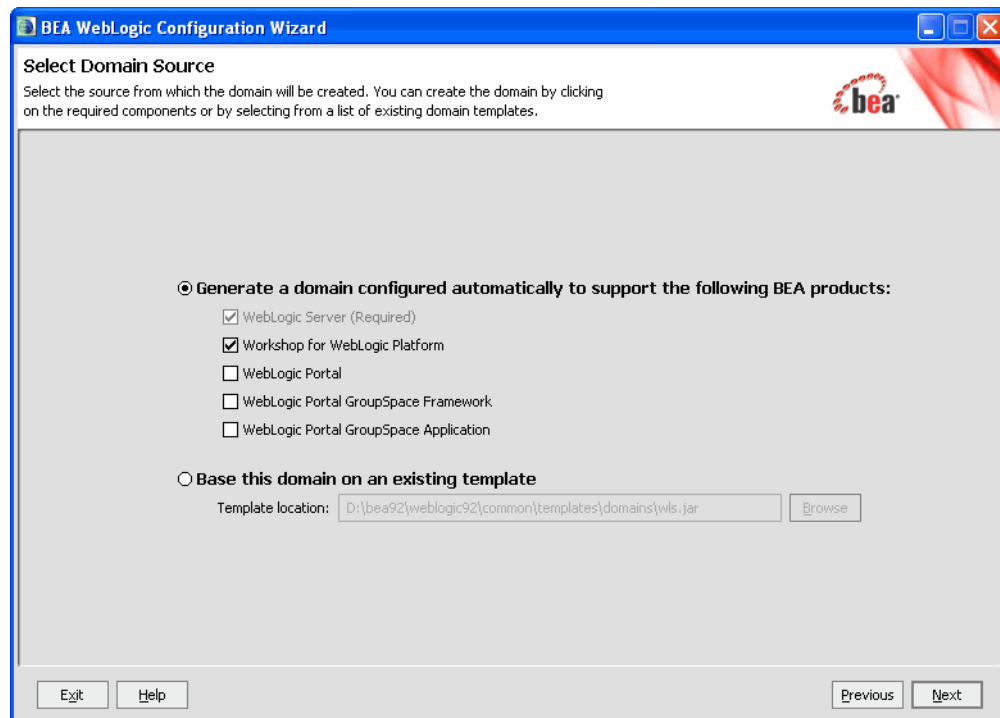 BEA WebLogic Configuration Wizard
Select Domain Source
Select the source from which the domain will be created. You can create the domain by clicking
on the required components or by selecting from a list of existing domain templates.
bea
Generate a domain configured automatically to support the following BEA products:
WebLogic Server (Required)
Workshop for WebLogic Platform
WebLogic Portal
WebLogic Portal GroupSpace Framework
WebLogic Portal GroupSpace Application
Base this domain on an existing template
Template location: D:\bea92\weblogic92\common\templates\domains\wls.jar Browse
Exit Help Previous Next